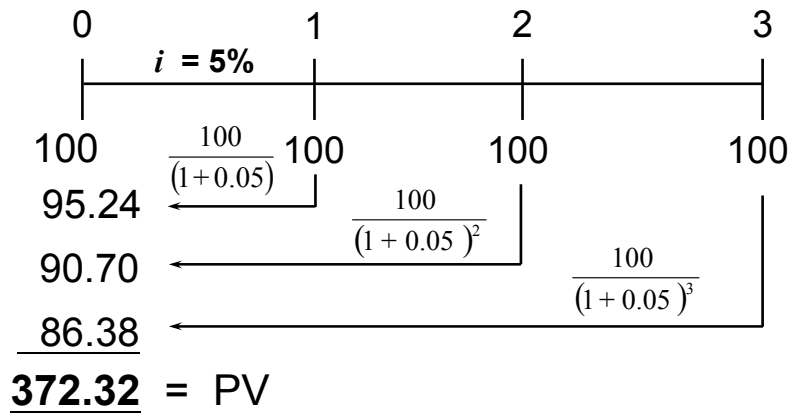 0 1 2 3
i = 5%
100 100/(1+0.05) 100 100 100
95.24 100/(1 + 0.05)²
90.70 100/(1 + 0.05)³
86.38
372.32 = PV